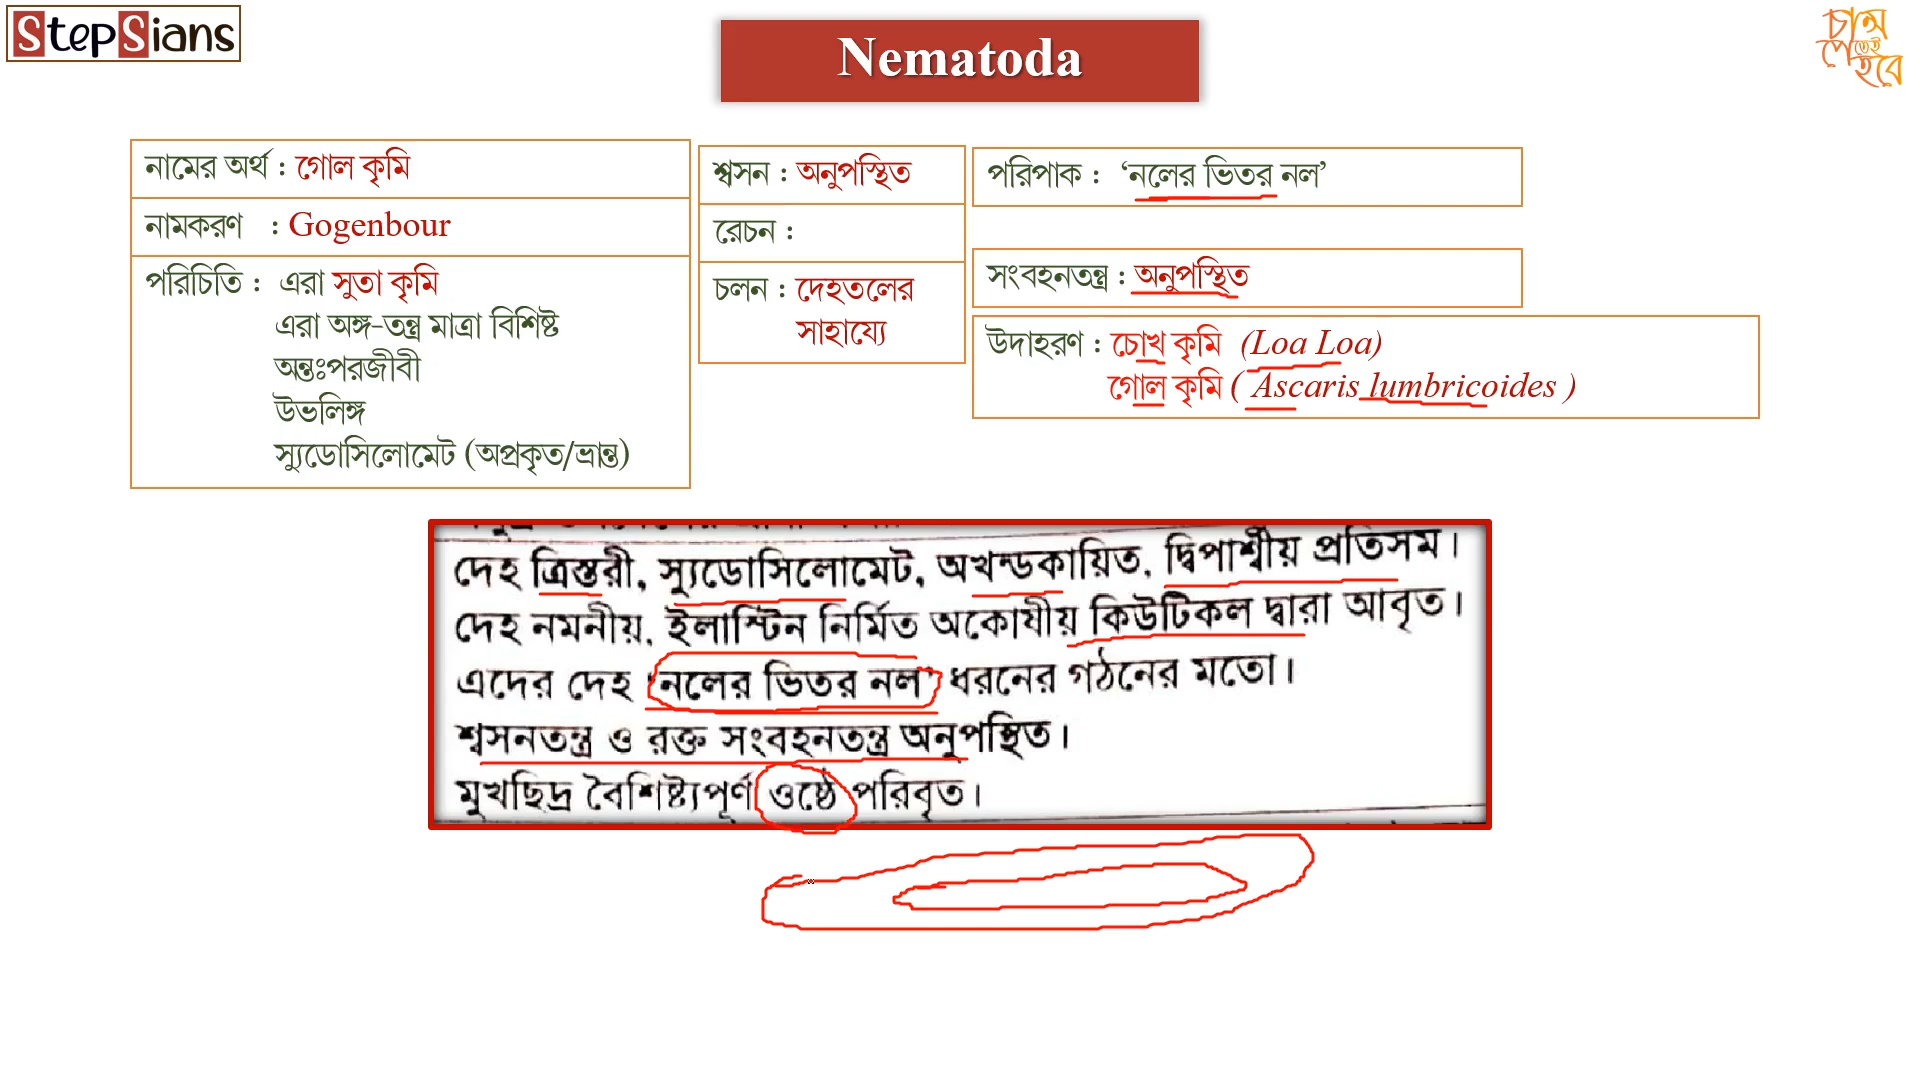 StepSians
Nematoda
চান্স
পেতেই
হবে
নামের অর্থ : গোল কৃমি
নামকরণ : Gogenbour
পরিচিতি : এরা সুতা কৃমি
এরা অঙ্গ-তন্ত্র মাত্রা বিশিষ্ট
অন্তঃপরজীবী
উভলিঙ্গ
স্যুডোসিলোমেট (অপ্রকৃত/ভ্রান্ত)
শ্বসন : অনুপস্থিত
রেচন :
চলন : দেহতলের
সাহায্যে
পরিপাক : ‘নলের ভিতর নল’
সংবহনতন্ত্র : অনুপস্থিত
উদাহরণ : চোখ কৃমি (Loa Loa)
গোল কৃমি ( Ascaris lumbricoides )
দেহ ত্রিস্তরী, স্যুডোসিলোমেট, অখন্ডকায়িত, দ্বিপার্শ্বীয় প্রতিসম।
দেহ নমনীয়, ইলাস্টিন নির্মিত অকোষীয় কিউটিকল দ্বারা আবৃত।
এদের দেহ ‘নলের ভিতর নল’ ধরনের গঠনের মতো।
শ্বসনতন্ত্র ও রক্ত সংবহনতন্ত্র অনুপস্থিত।
মুখছিদ্র বৈশিষ্ট্যপূর্ণ ওষ্ঠে পরিবৃত।